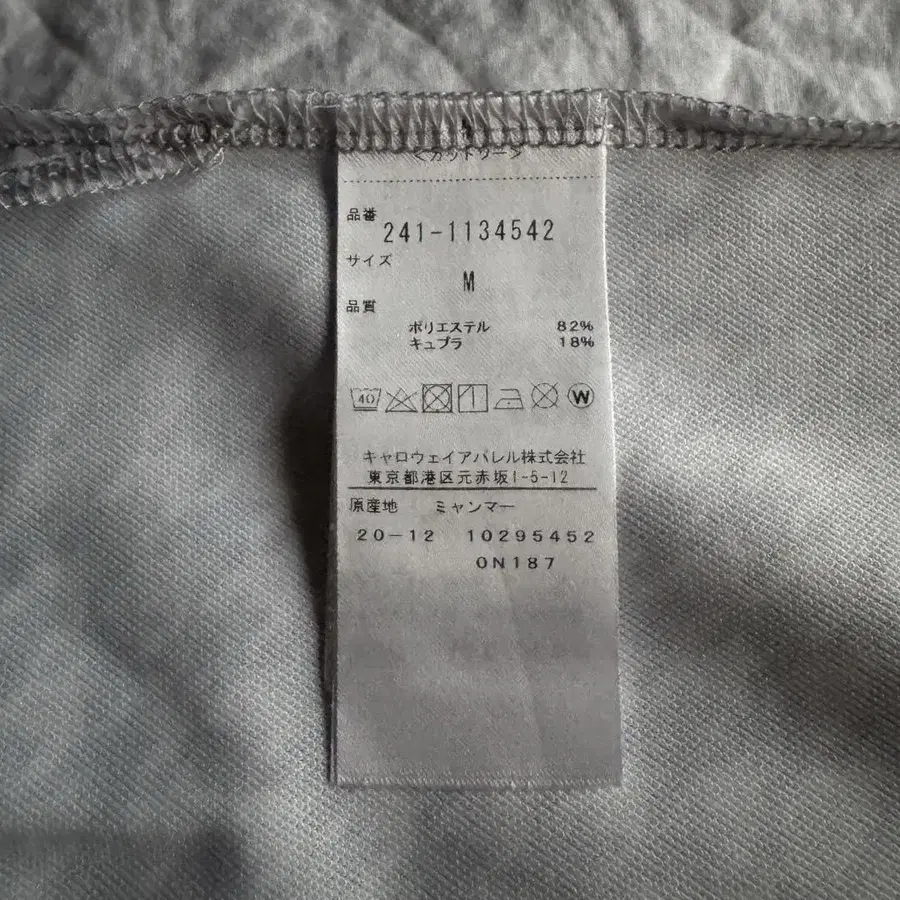 <カットソー>
品番
241-1134542
サイズ
M
品質
ポリエステル 82%
キュプラ 18%
40 W
キャロウェイアパレル株式会社
東京都港区元赤坂1-5-12
原産地 ミャンマー
20-12 10295452
0N187